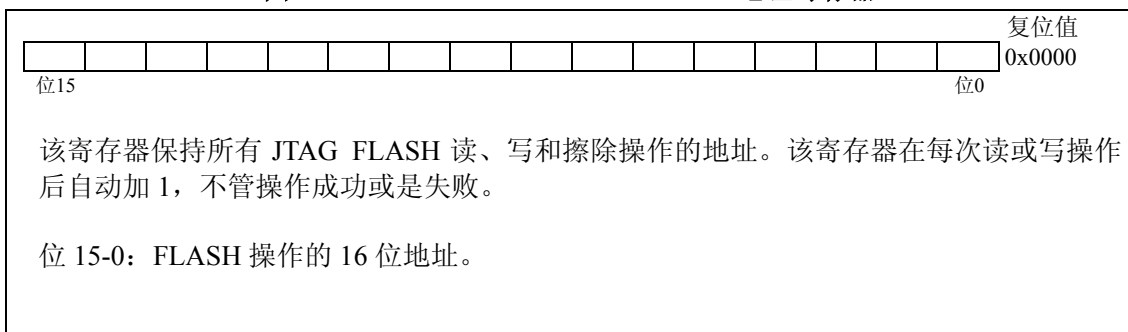 复位值
0x0000
位15 位0
该寄存器保持所有 JTAG FLASH 读、写和擦除操作的地址。该寄存器在每次读或写操作
后自动加 1，不管操作成功或是失败。
位 15-0：FLASH 操作的 16 位地址。